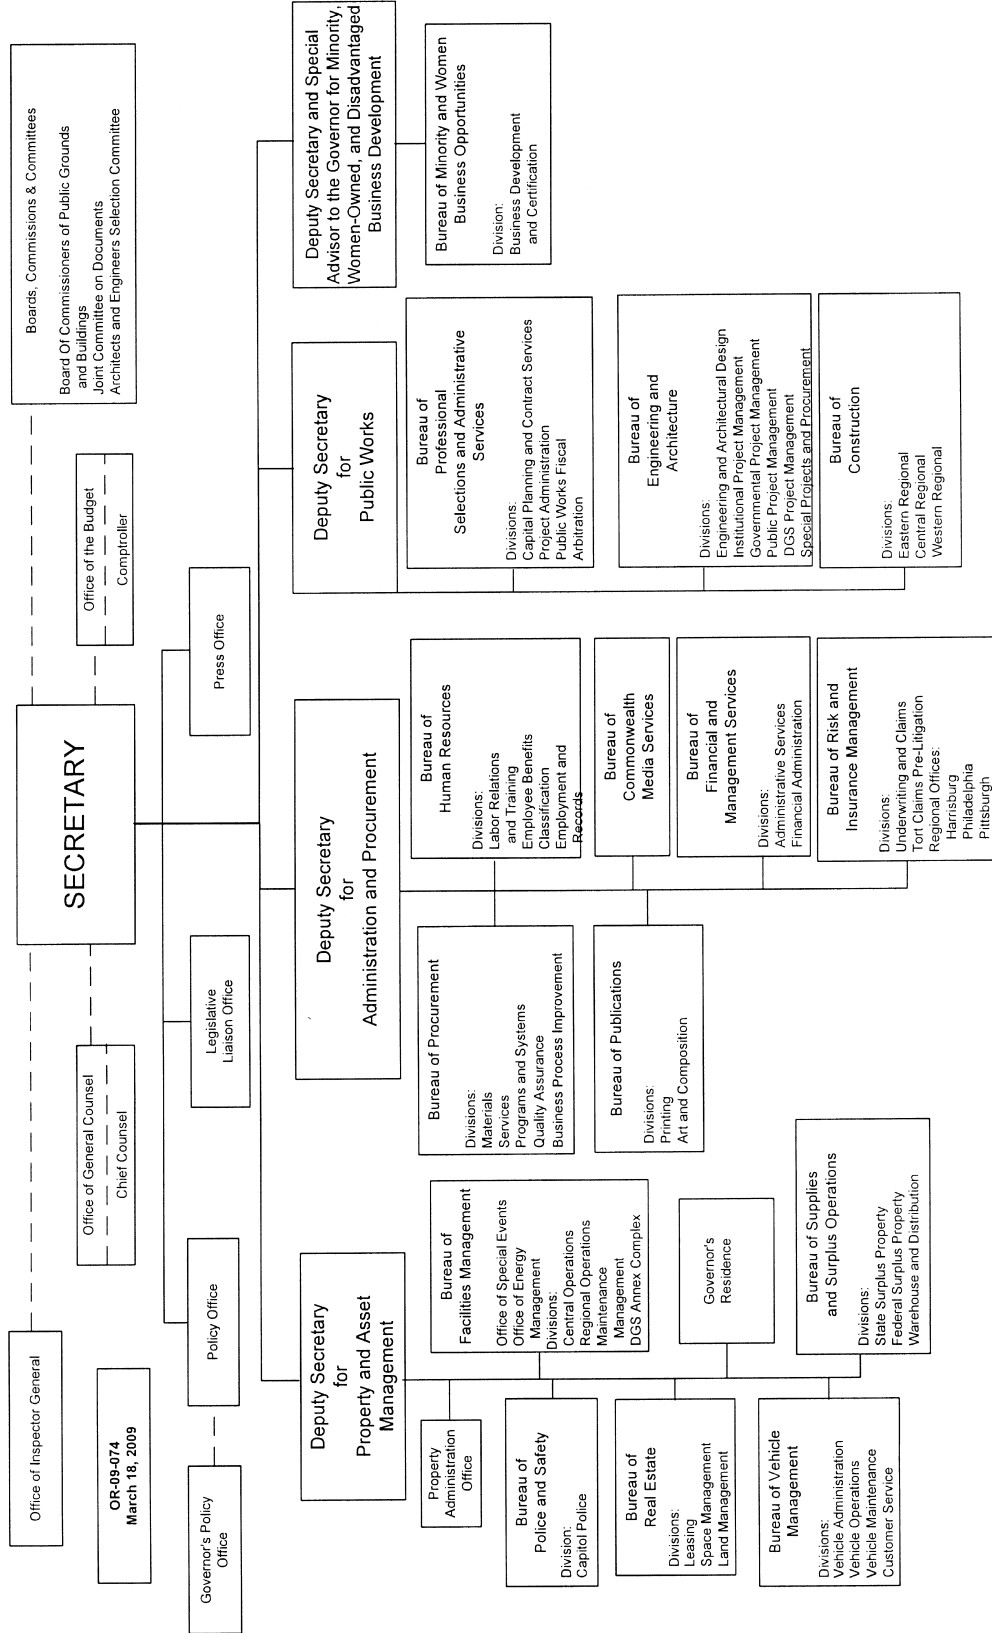 Office of Inspector General
SECRETARY
Boards, Commissions & Committees
Board Of Commissioners of Public Grounds
and Buildings
Joint Committee on Documents
Architects and Engineers Selection Committee
OR-09-074
March 18, 2009
Office of General Counsel
Chief Counsel
Office of the Budget
Comptroller
Governor's Policy
Office
Policy Office
Legislative
Liaison Office
Press Office
Deputy Secretary
for
Property and Asset
Management
Deputy Secretary
for
Administration and Procurement
Deputy Secretary
for
Public Works
Deputy Secretary and Special
Advisor to the Governor for Minority,
Women-Owned, and Disadvantaged
Business Development
Property
Administration
Office
Bureau of
Facilities Management
Office of Special Events
Office of Energy
Management
Divisions:
Central Operations
Regional Operations
Maintenance
Management
DGS Annex Complex
Bureau of
Police and Safety
Division:
Capitol Police
Bureau of
Real Estate
Divisions:
Leasing
Space Management
Land Management
Governor's
Residence
Bureau of Vehicle
Management
Divisions:
Vehicle Administration
Vehicle Operations
Vehicle Maintenance
Customer Service
Bureau of Supplies
and Surplus Operations
Divisions:
State Surplus Property
Federal Surplus Property
Warehouse and Distribution
Bureau of Procurement
Divisions:
Materials
Services
Programs and Systems
Quality Assurance
Business Process Improvement
Bureau of
Human Resources
Divisions:
Labor Relations
and Training
Employee Benefits
Classification
Employment and
Records
Bureau of Publications
Divisions:
Printing
Art and Composition
Bureau of
Commonwealth
Media Services
Bureau of
Financial and
Management Services
Divisions:
Administrative Services
Financial Administration
Bureau of Risk and
Insurance Management
Divisions:
Underwriting and Claims
Tort Claims Pre-Litigation
Regional Offices:
Harrisburg
Philadelphia
Pittsburgh
Bureau of
Professional
Selections and Administrative
Services
Divisions:
Capital Planning and Contract Services
Project Administration
Public Works Fiscal
Arbitration
Bureau of
Engineering and
Architecture
Divisions:
Engineering and Architectural Design
Institutional Project Management
Governmental Project Management
Public Project Management
DGS Project Management
Special Projects and Procurement
Bureau of
Construction
Divisions:
Eastern Regional
Central Regional
Western Regional
Bureau of Minority and Women
Business Opportunities
Division:
Business Development
and Certification